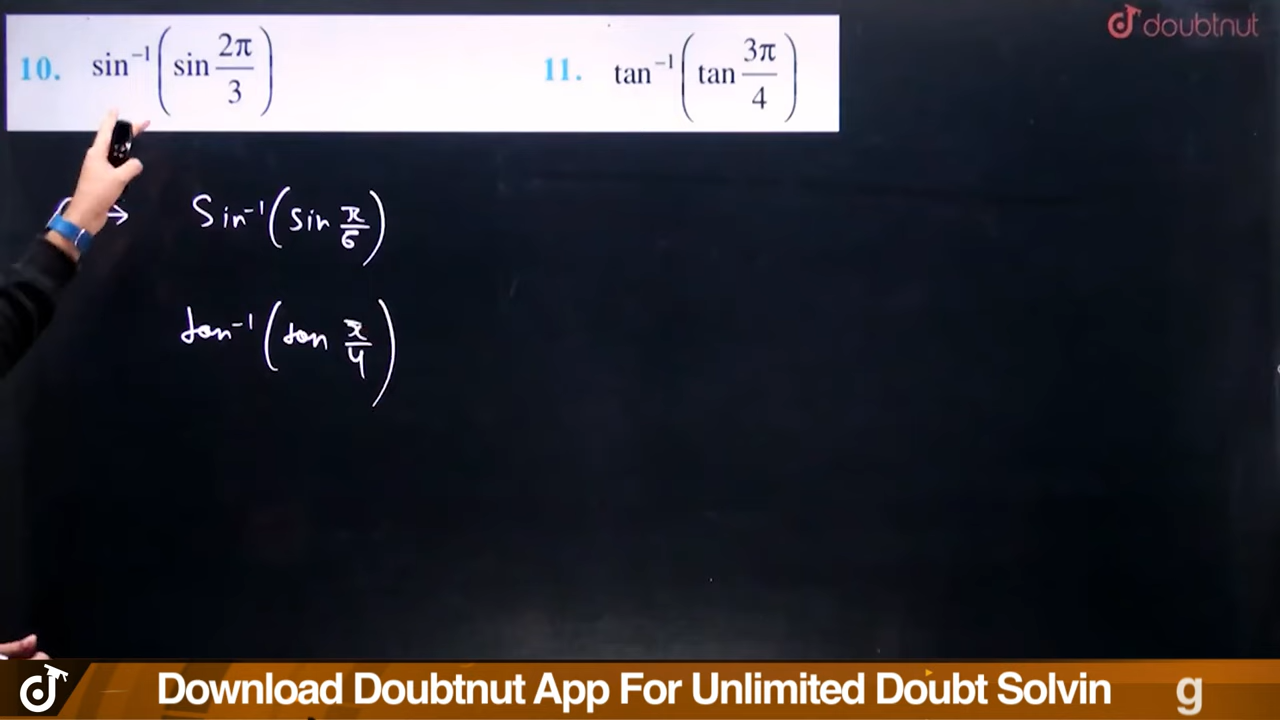 doubtnut
10. sin⁻¹(sin 2π/3) 11. tan⁻¹(tan 3π/4)
Sin⁻¹(sin π/6)
tan⁻¹(tan π/4)
Download Doubtnut App For Unlimited Doubt Solvin g